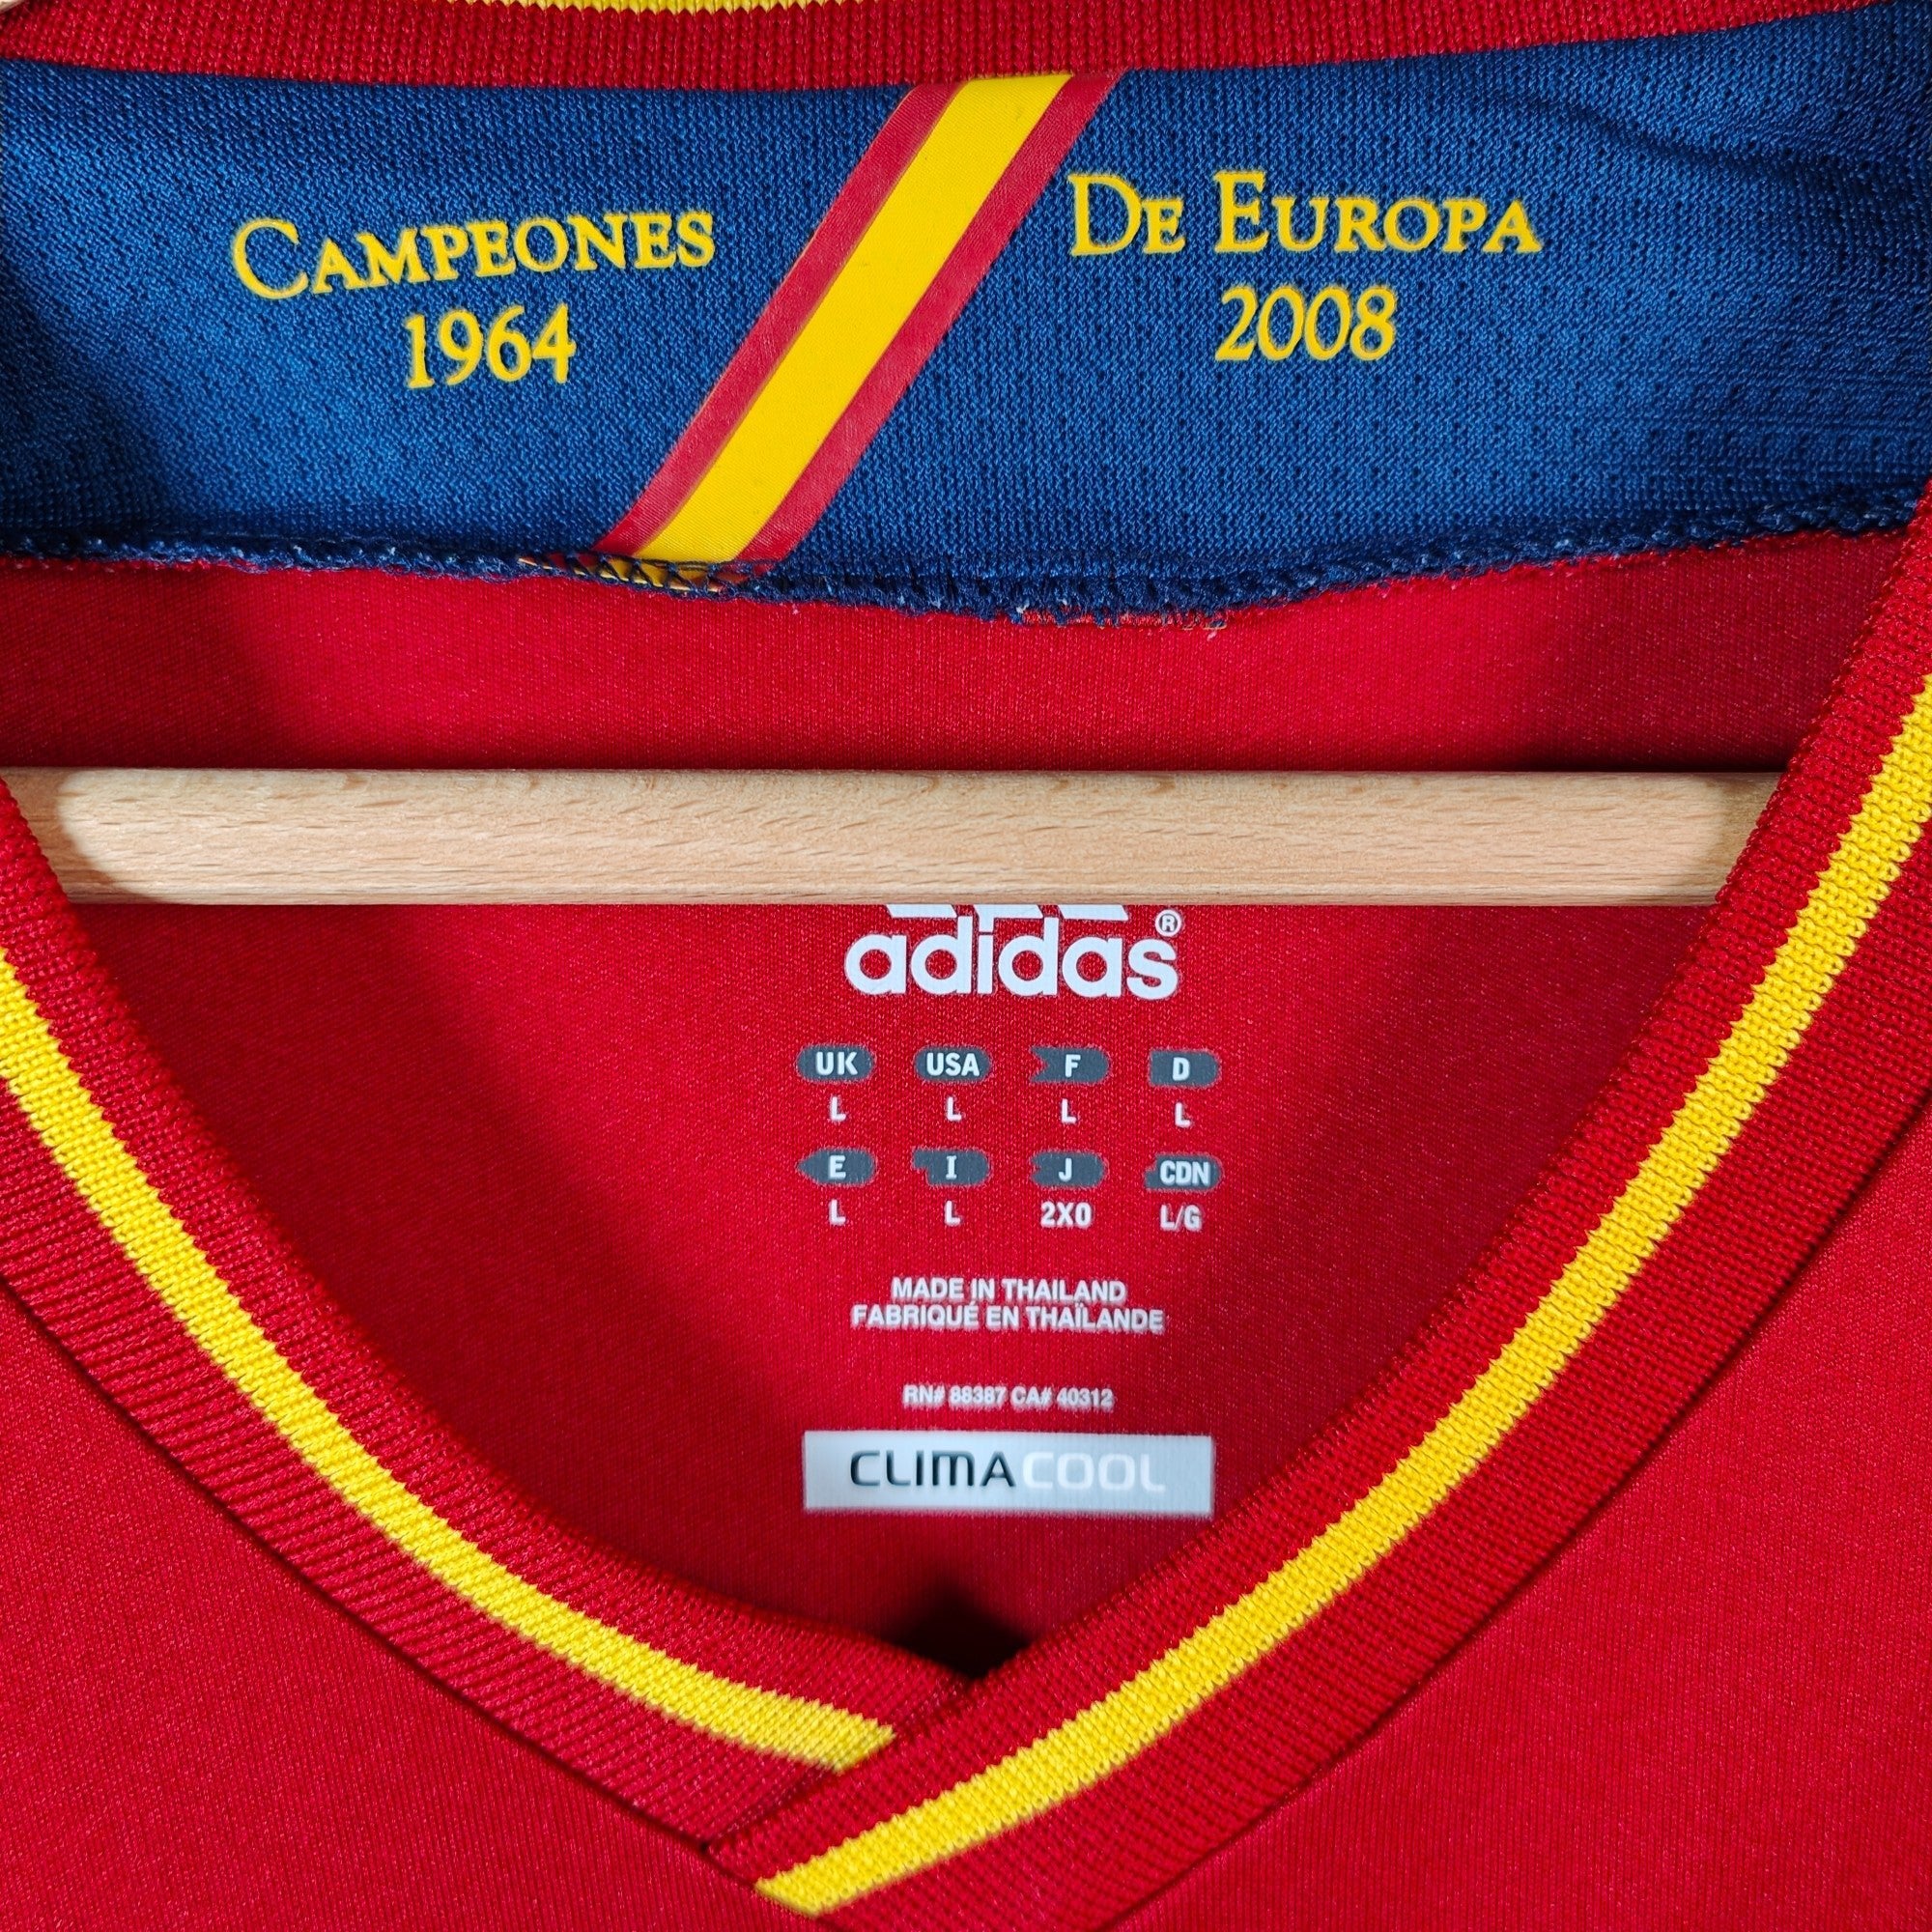 CAMPEONES
1964
DE EUROPA
2008
adidas®
UK USA F D
L L L L
E I J CDN
L L 2XO L/G
MADE IN THAILAND
FABRIQUÉ EN THAÏLANDE
RN# 88387 CA# 40312
CLIMACOOL